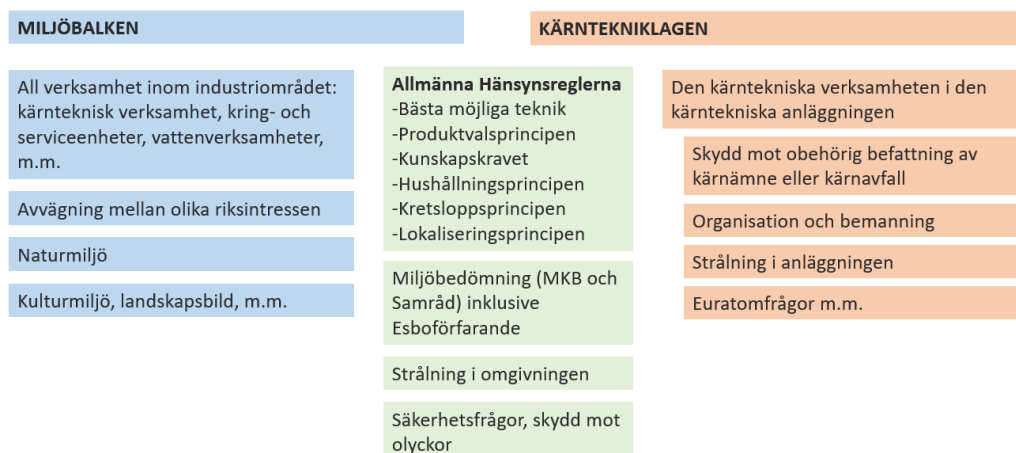 MILJÖBALKEN
KÄRNTEKNIKLAGEN
All verksamhet inom industriområdet:
kärnteknisk verksamhet, kring- och
serviceenheter, vattenverksamheter,
m.m.
Avvägning mellan olika riksintressen
Naturmiljö
Kulturmiljö, landskapsbild, m.m.
Allmänna Hänsynsreglerna
-Bästa möjliga teknik
-Produktvalsprincipen
-Kunskapskravet
-Hushållningsprincipen
-Kretsloppsprincipen
-Lokaliseringsprincipen
Miljöbedömning (MKB och
Samråd) inklusive
Esboförfarande
Strålning i omgivningen
Säkerhetsfrågor, skydd mot
olyckor
Den kärntekniska verksamheten i den
kärntekniska anläggningen
Skydd mot obehörig befattning av
kärnämne eller kärnavfall
Organisation och bemanning
Strålning i anläggningen
Euratomfrågor m.m.